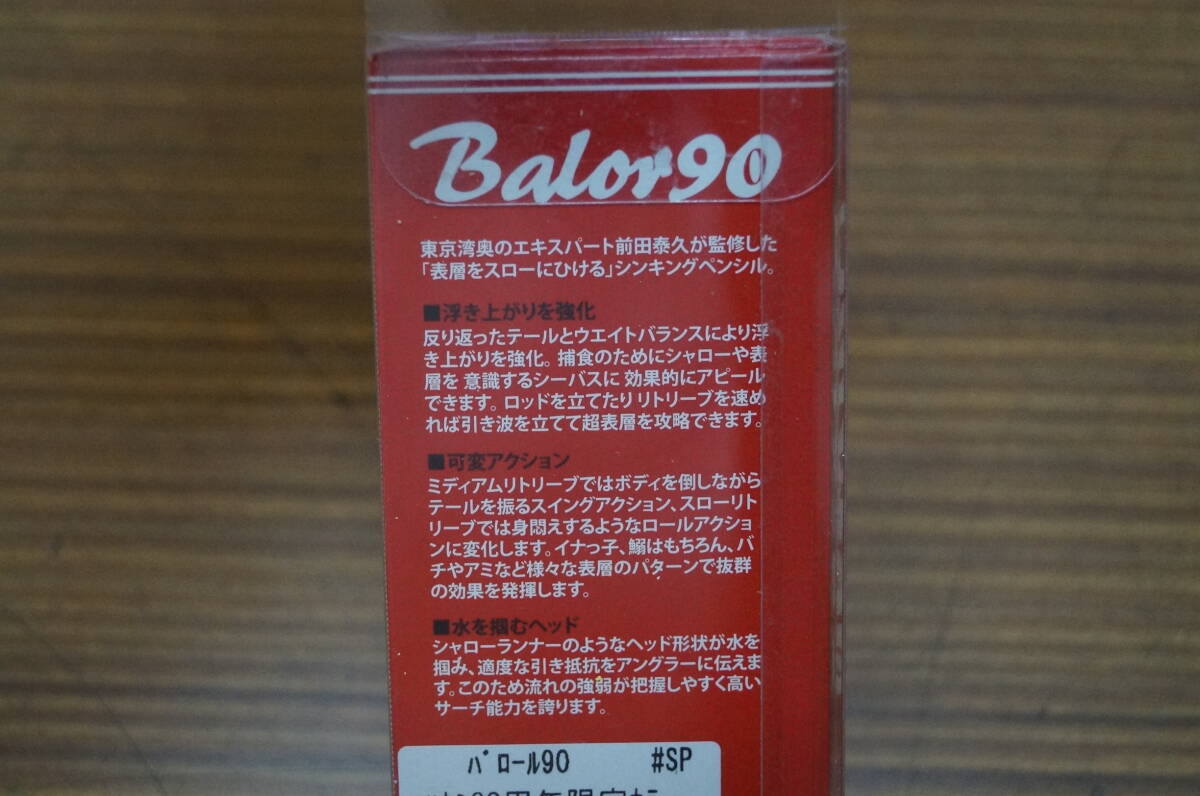 Balor90
東京湾奥のエキスパート前田泰久が監修した
「表層をスローにひける」シンキングペンシル。
■浮き上がりを強化
反り返ったテールとウエイトバランスにより浮
き上がりを強化。捕食のためにシャローや表
層を 意識するシーバスに 効果的にアピール
できます。ロッドを立てたり リトリーブを速め
れば引き波を立てて超表層を攻略できます。
■可変アクション
ミディアムリトリーブではボディを倒しながら
テールを振るスイングアクション、スローリト
リーブでは身悶えするようなロールアクショ
ンに変化します。イナっ子、鰯はもちろん、バ
チやアミなど様々な表層のパターンで抜群
の効果を発揮します。
■水を掴むヘッド
シャローランナーのようなヘッド形状が水を
掴み、適度な引き抵抗をアングラーに伝えま
す。このため流れの強弱が把握しやすく高い
サーチ能力を誇ります。
バロール90 #SP
周年限定カラー